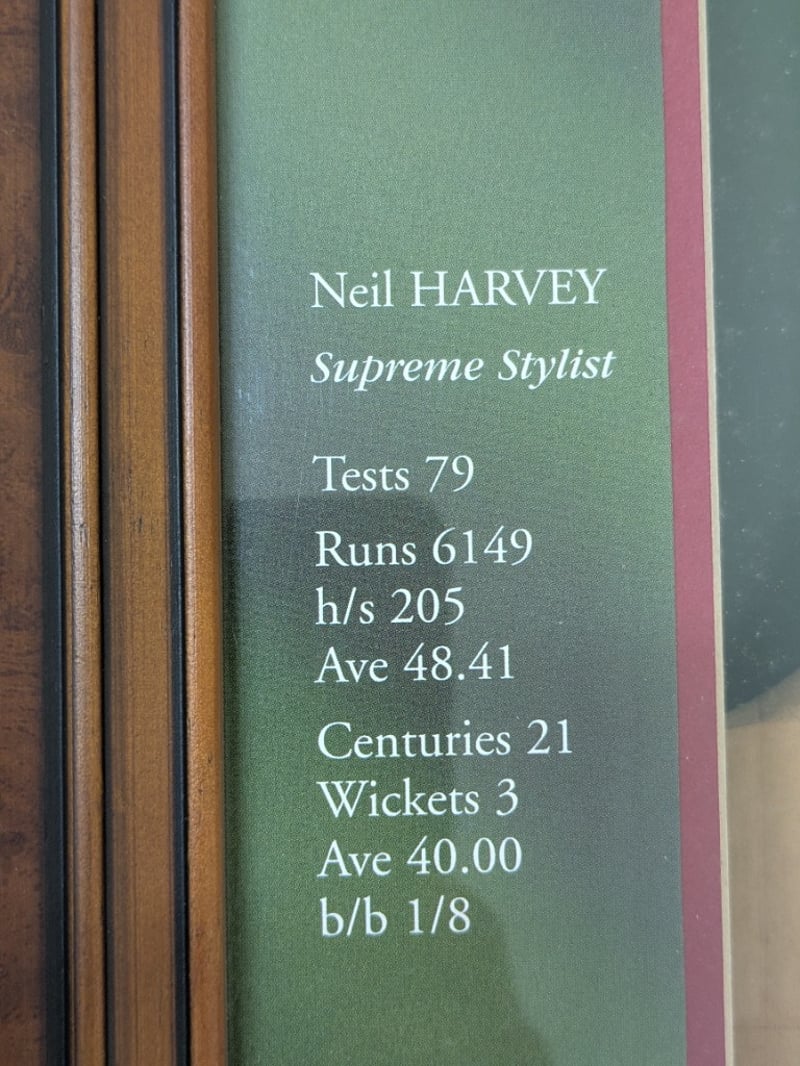 Neil HARVEY
Supreme Stylist
Tests 79
Runs 6149
h/s 205
Ave 48.41
Centuries 21
Wickets 3
Ave 40.00
b/b 1/8